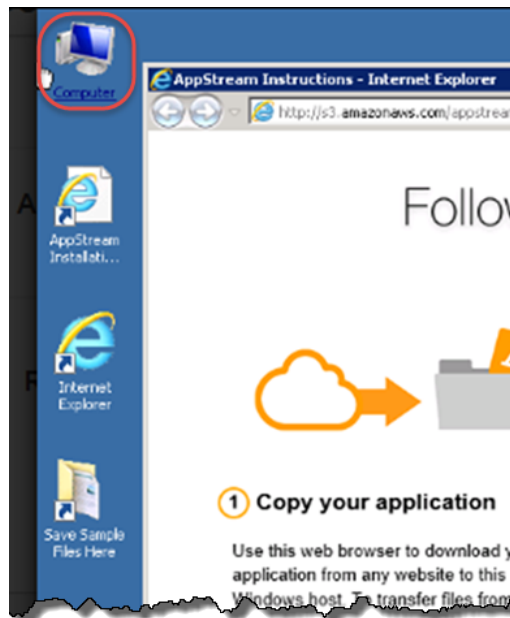 Computer
AppStream Instructions - Internet Explorer
http://s3.amazonaws.com/appstream
Follow
AppStream
Installati...
Internet
Explorer
1 Copy your application
Save Sample
Files Here
Use this web browser to download y
application from any website to this
Windows host. To transfer files from